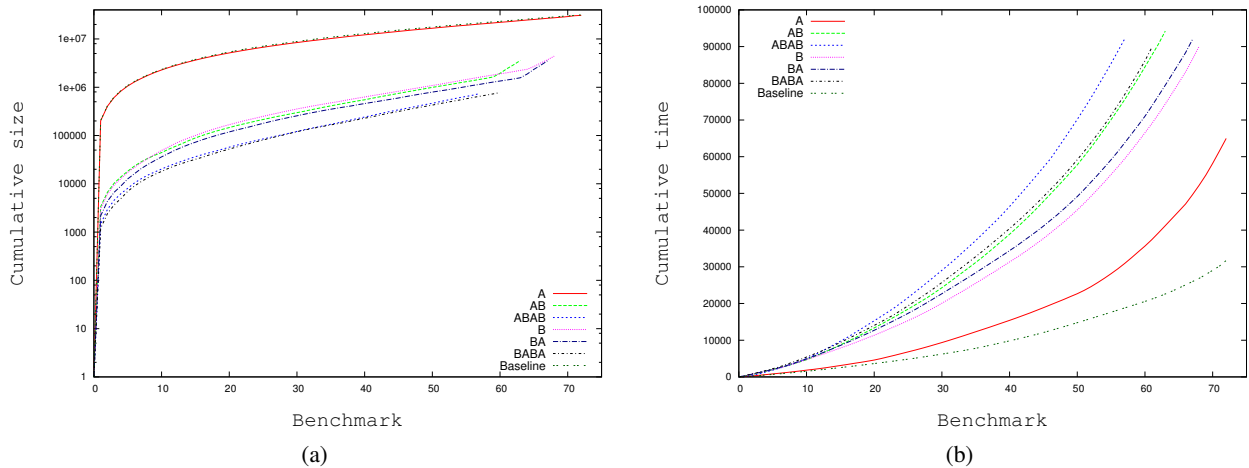 1e+07
1e+06
100000
10000
1000
100
10
1
0
10
20
30
40
50
60
70
Cumulative size
Benchmark
A
AB
ABAB
B
BA
BABA
Baseline
(a)
100000
90000
80000
70000
60000
50000
40000
30000
20000
10000
0
0
10
20
30
40
50
60
70
Cumulative time
Benchmark
A
AB
ABAB
B
BA
BABA
Baseline
(b)